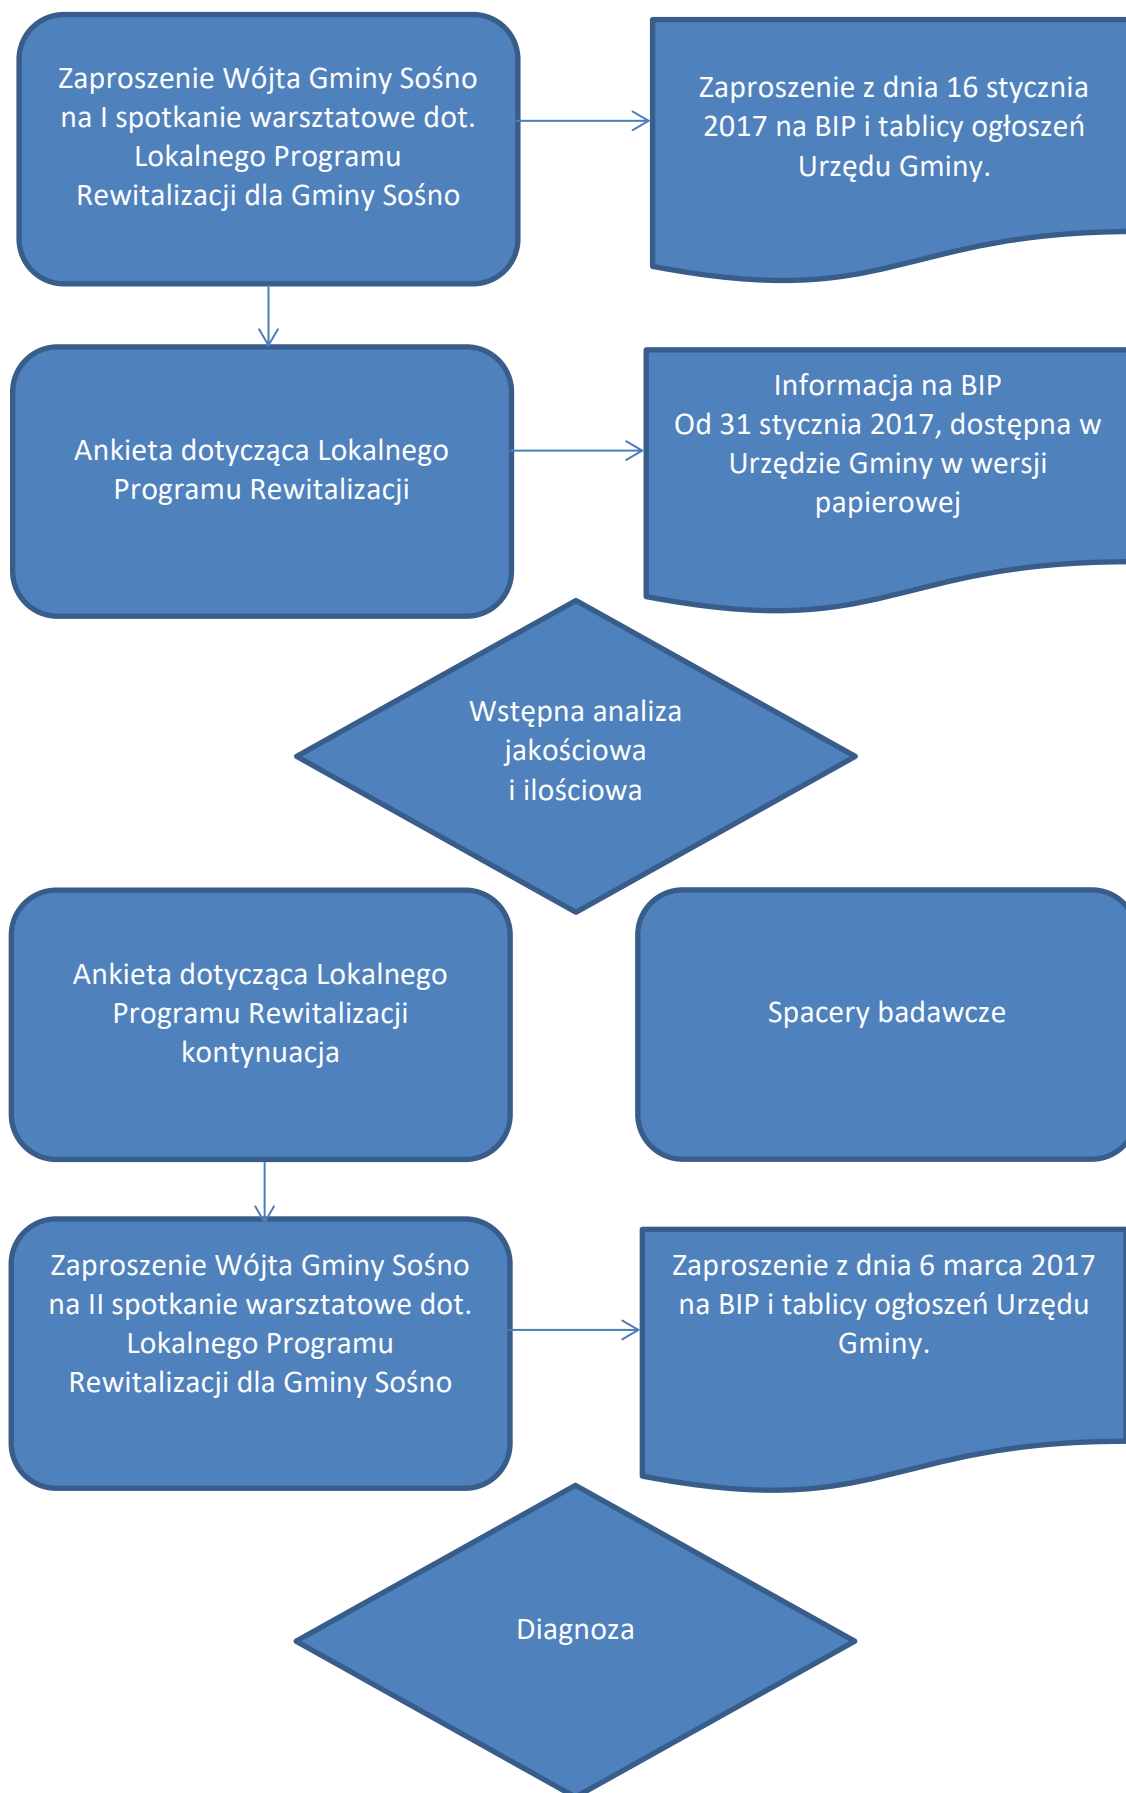 Zaproszenie Wójta Gminy Sośno
na I spotkanie warsztatowe dot.
Lokalnego Programu
Rewitalizacji dla Gminy Sośno
Zaproszenie z dnia 16 stycznia
2017 na BIP i tablicy ogłoszeń
Urzędu Gminy.
Ankieta dotycząca Lokalnego
Programu Rewitalizacji
Informacja na BIP
Od 31 stycznia 2017, dostępna w
Urzędzie Gminy w wersji
papierowej
Wstępna analiza
jakościowa
i ilościowa
Ankieta dotycząca Lokalnego
Programu Rewitalizacji
kontynuacja
Spacery badawcze
Zaproszenie Wójta Gminy Sośno
na II spotkanie warsztatowe dot.
Lokalnego Programu
Rewitalizacji dla Gminy Sośno
Zaproszenie z dnia 6 marca 2017
na BIP i tablicy ogłoszeń Urzędu
Gminy.
Diagnoza